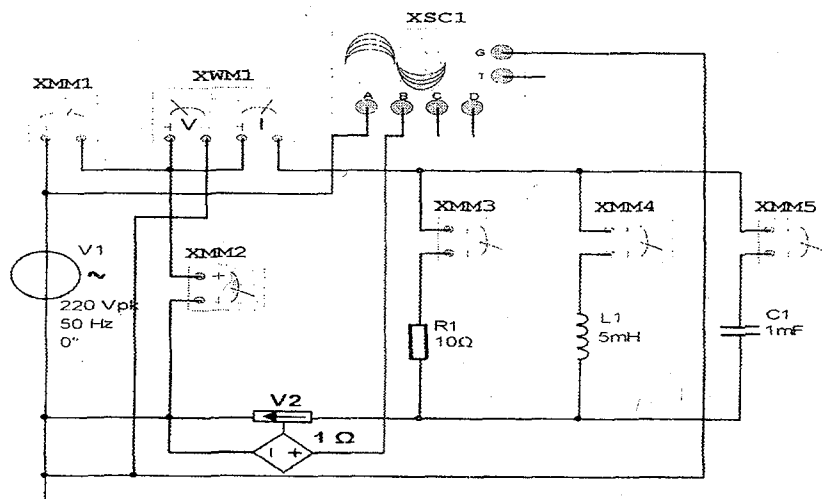 XSC1
XMM1
XWM1
G
T
A B C D
V I
XMM3
XMM4
XMM5
V1
XMM2
220 Vpk
50 Hz
0°
R1
10Ω
L1
5mH
C1
1mF
V2
1 Ω